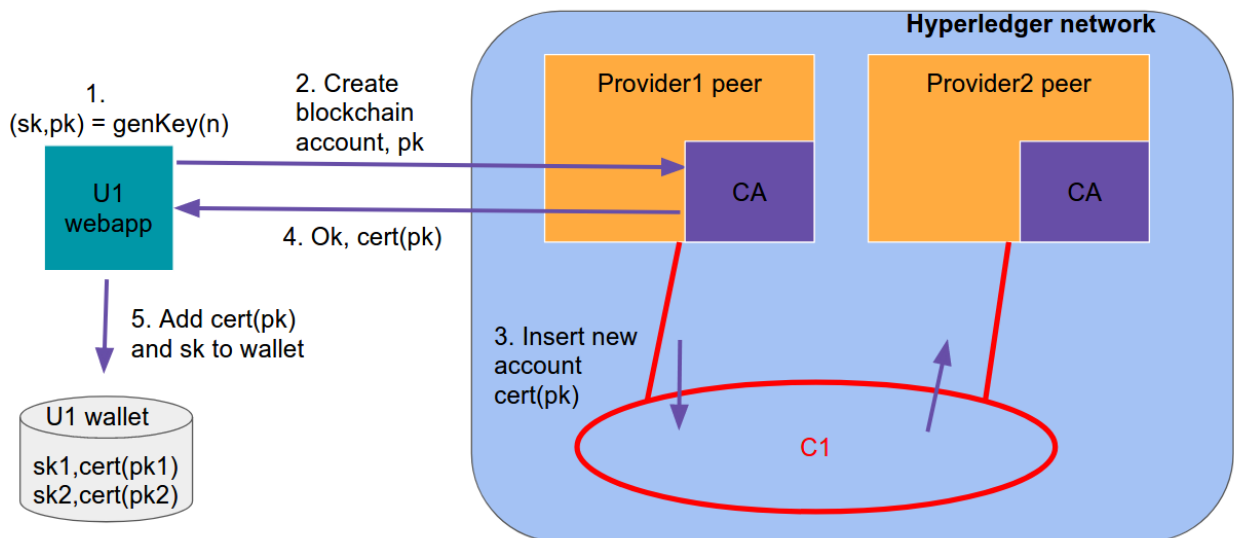 Hyperledger network
1.
(sk,pk) = genKey(n)
2. Create
blockchain
account, pk
Provider1 peer
Provider2 peer
U1
webapp
CA
CA
4. Ok, cert(pk)
5. Add cert(pk)
and sk to wallet
3. Insert new
account
cert(pk)
U1 wallet
sk1,cert(pk1)
sk2,cert(pk2)
C1